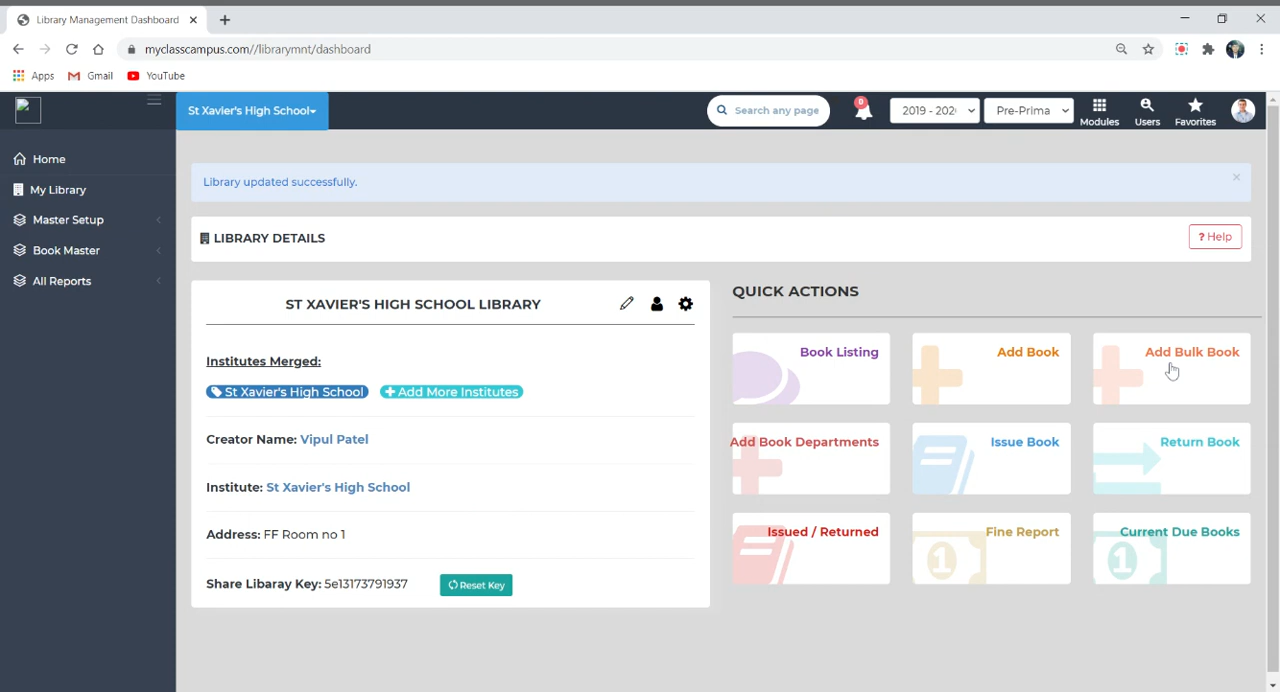 Library Management Dashboard
myclasscampus.com//librarymnt/dashboard
Apps Gmail YouTube
St Xavier's High School
Search any page
0
2019 - 202
Pre-Prima
Modules
Users
Favorites
Home
My Library
Master Setup
Book Master
All Reports
Library updated successfully.
LIBRARY DETAILS
? Help
ST XAVIER'S HIGH SCHOOL LIBRARY
Institutes Merged:
St Xavier's High School + Add More Institutes
Creator Name: Vipul Patel
Institute: St Xavier's High School
Address: FF Room no 1
Share Libaray Key: 5e13173791937 Reset Key
QUICK ACTIONS
Book Listing
Add Book
Add Bulk Book
Add Book Departments
Issue Book
Return Book
Issued / Returned
Fine Report
Current Due Books